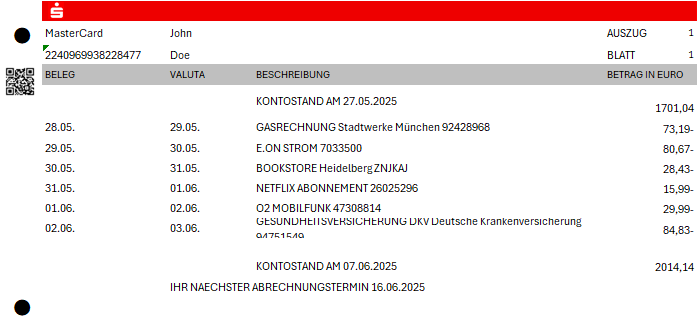 MasterCard John AUSZUG 1
2240969938228477 Doe BLATT 1
BELEG VALUTA BESCHREIBUNG BETRAG IN EURO
KONTOSTAND AM 27.05.2025 1701,04
28.05. 29.05. GASRECHNUNG Stadtwerke München 92428968 73,19-
29.05. 30.05. E.ON STROM 7033500 80,67-
30.05. 31.05. BOOKSTORE Heidelberg ZNJKAJ 28,43-
31.05. 01.06. NETFLIX ABONNEMENT 26025296 15,99-
01.06. 02.06. O2 MOBILFUNK 47308814 29,99-
02.06. 03.06. GESUNDHEITSVERSICHERUNG DKV Deutsche Krankenversicherung 84,83-
94751549
KONTOSTAND AM 07.06.2025 2014,14
IHR NAECHSTER ABRECHNUNGSTERMIN 16.06.2025